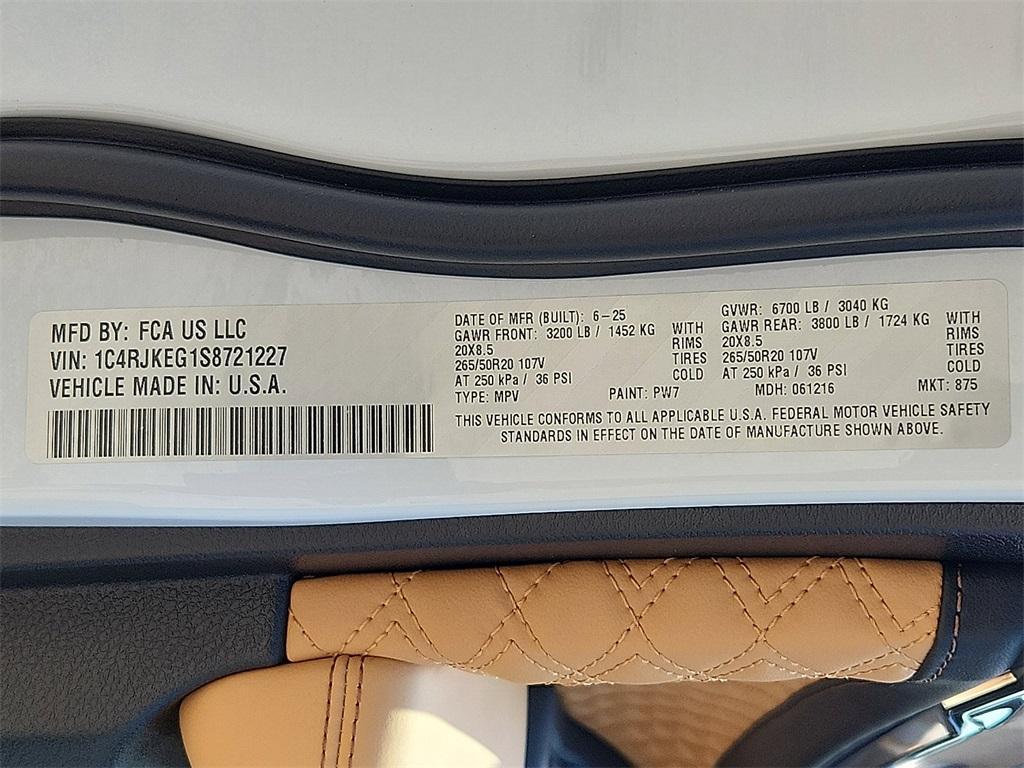 MFD BY: FCA US LLC
VIN: 1C4RJKEG1S8721227
VEHICLE MADE IN: U.S.A.
DATE OF MFR (BUILT): 6-25
GAWR FRONT: 3200 LB / 1452 KG WITH
20X8.5 RIMS
265/50R20 107V TIRES
AT 250 kPa / 36 PSI COLD
TYPE: MPV PAINT: PW7
GVWR: 6700 LB / 3040 KG
GAWR REAR: 3800 LB / 1724 KG WITH
20X8.5 RIMS
265/50R20 107V TIRES
AT 250 kPa / 36 PSI COLD
MDH: 061216 MKT: 875
THIS VEHICLE CONFORMS TO ALL APPLICABLE U.S.A. FEDERAL MOTOR VEHICLE SAFETY
STANDARDS IN EFFECT ON THE DATE OF MANUFACTURE SHOWN ABOVE.